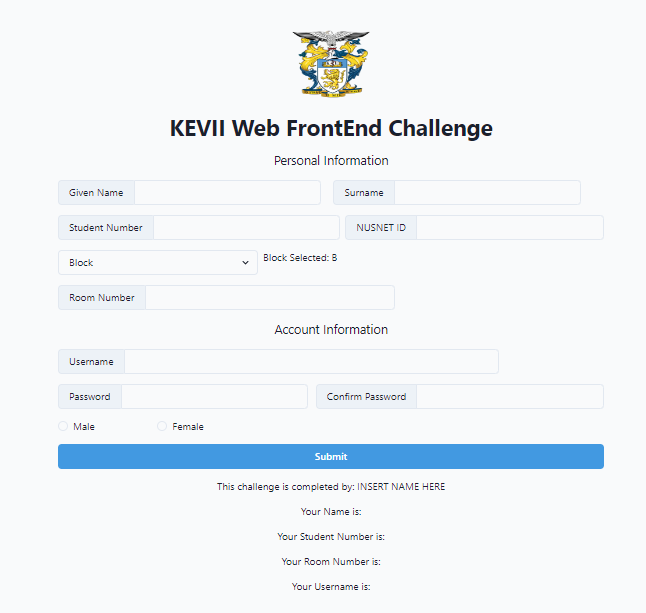 KEVII Web FrontEnd Challenge
Personal Information
Given Name Surname
Student Number NUSNET ID
Block Block Selected: B
Room Number
Account Information
Username
Password Confirm Password
Male Female
Submit
This challenge is completed by: INSERT NAME HERE
Your Name is:
Your Student Number is:
Your Room Number is:
Your Username is: